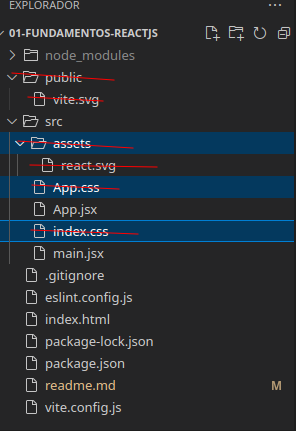 EXPLORADOR
01-FUNDAMENTOS-REACTJS
node_modules
public
vite.svg
src
assets
react.svg
App.css
App.jsx
index.css
main.jsx
.gitignore
eslint.config.js
index.html
package-lock.json
package.json
readme.md M
vite.config.js